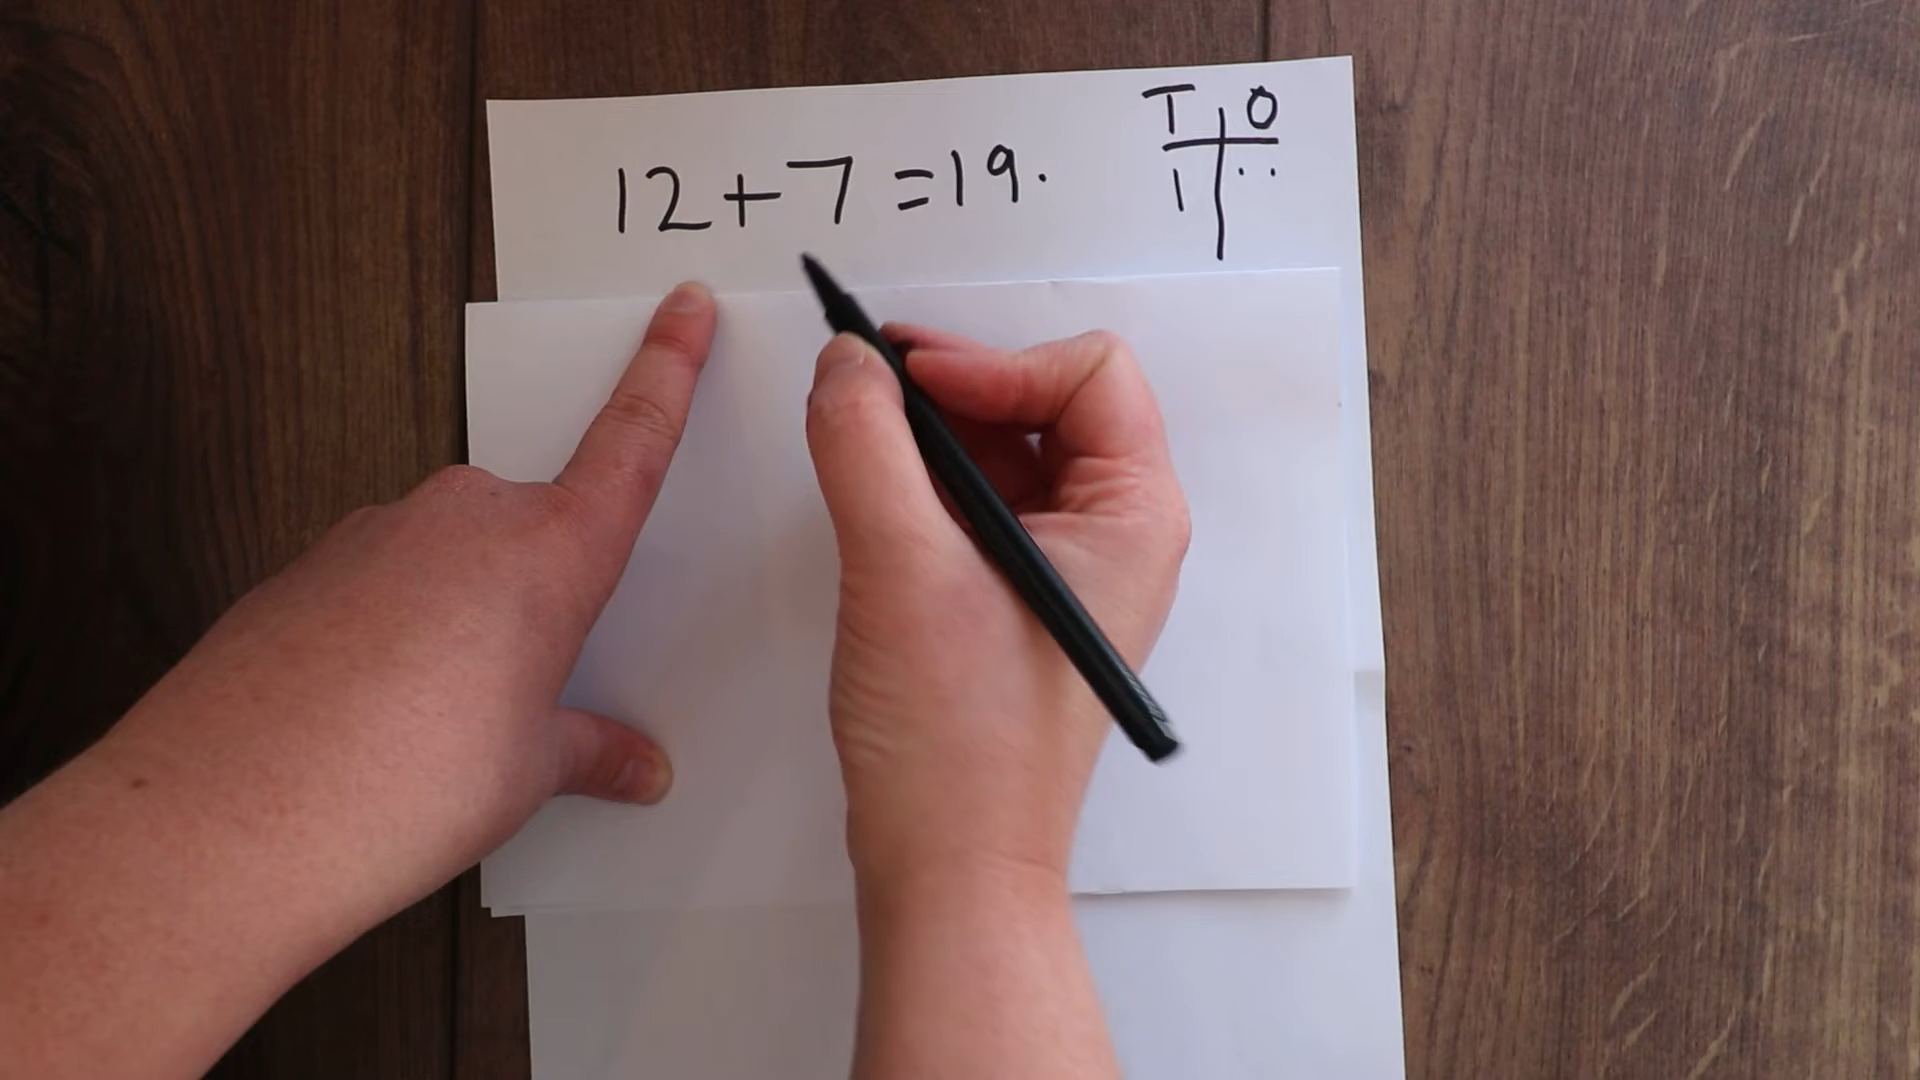 12 + 7 = 19.
T O
1 ··